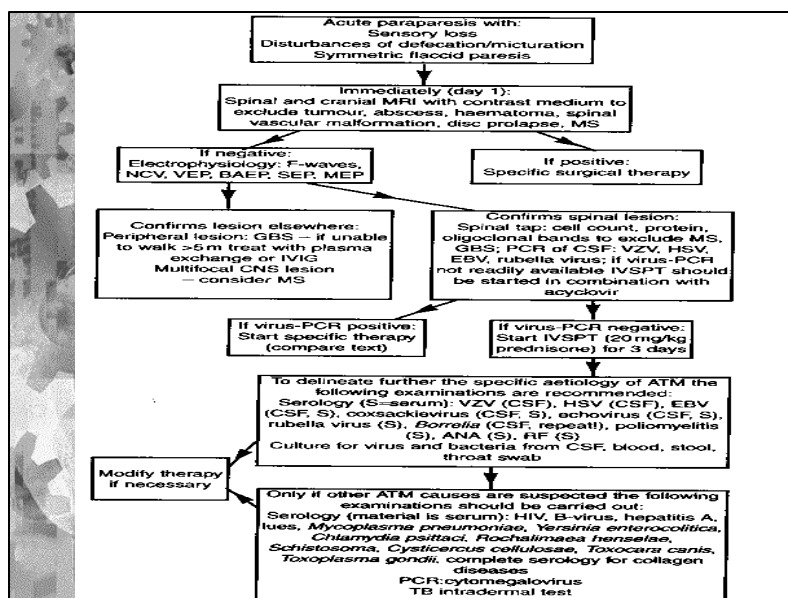 Acute paraparesis with:
Sensory loss
Disturbances of defecation/micturation
Symmetric flaccid paresis
Immediately (day 1):
Spinal and cranial MRI with contrast medium to
exclude tumour, abscess, haematoma, spinal
vascular malformation, disc prolapse, MS
If negative:
Electrophysiology: F-waves,
NCV, VEP, BAEP, SEP, MEP
If positive:
Specific surgical therapy
Confirms lesion elsewhere:
Peripheral lesion: GBS – if unable
to walk >5m treat with plasma
exchange or IVIG
Multifocal CNS lesion
– consider MS
Confirms spinal lesion:
Spinal tap: cell count, protein,
oligoclonal bands to exclude MS,
GBS; PCR of CSF: VZV, HSV,
EBV, rubella virus; if virus-PCR
not readily available IVSPT should
be started in combination with
acyclovir
If virus-PCR positive:
Start specific therapy
(compare text)
If virus-PCR negative:
Start IVSPT (20 mg/kg
prednisone) for 3 days
To delineate further the specific aetiology of ATM the
following examinations are recommended:
Serology (S=serum): VZV (CSF), HSV (CSF), EBV
(CSF, S), coxsackievirus (CSF, S), echovirus (CSF, S),
rubella virus (S), Borrelia (CSF, repeat!), poliomyelitis
(S), ANA (S), RF (S)
Culture for virus and bacteria from CSF, blood, stool,
throat swab
Modify therapy
if necessary
Only if other ATM causes are suspected the following
examinations should be carried out:
Serology (material is serum): HIV, B-virus, hepatitis A,
lues, Mycoplasma pneumoniae, Yersinia enterocolitica,
Chlamydia psittaci, Rochalimaea henselae,
Schistosoma, Cysticercus cellulosae, Toxocara canis,
Toxoplasma gondii, complete serology for collagen
diseases
PCR:cytomegalovirus
TB intradermal test